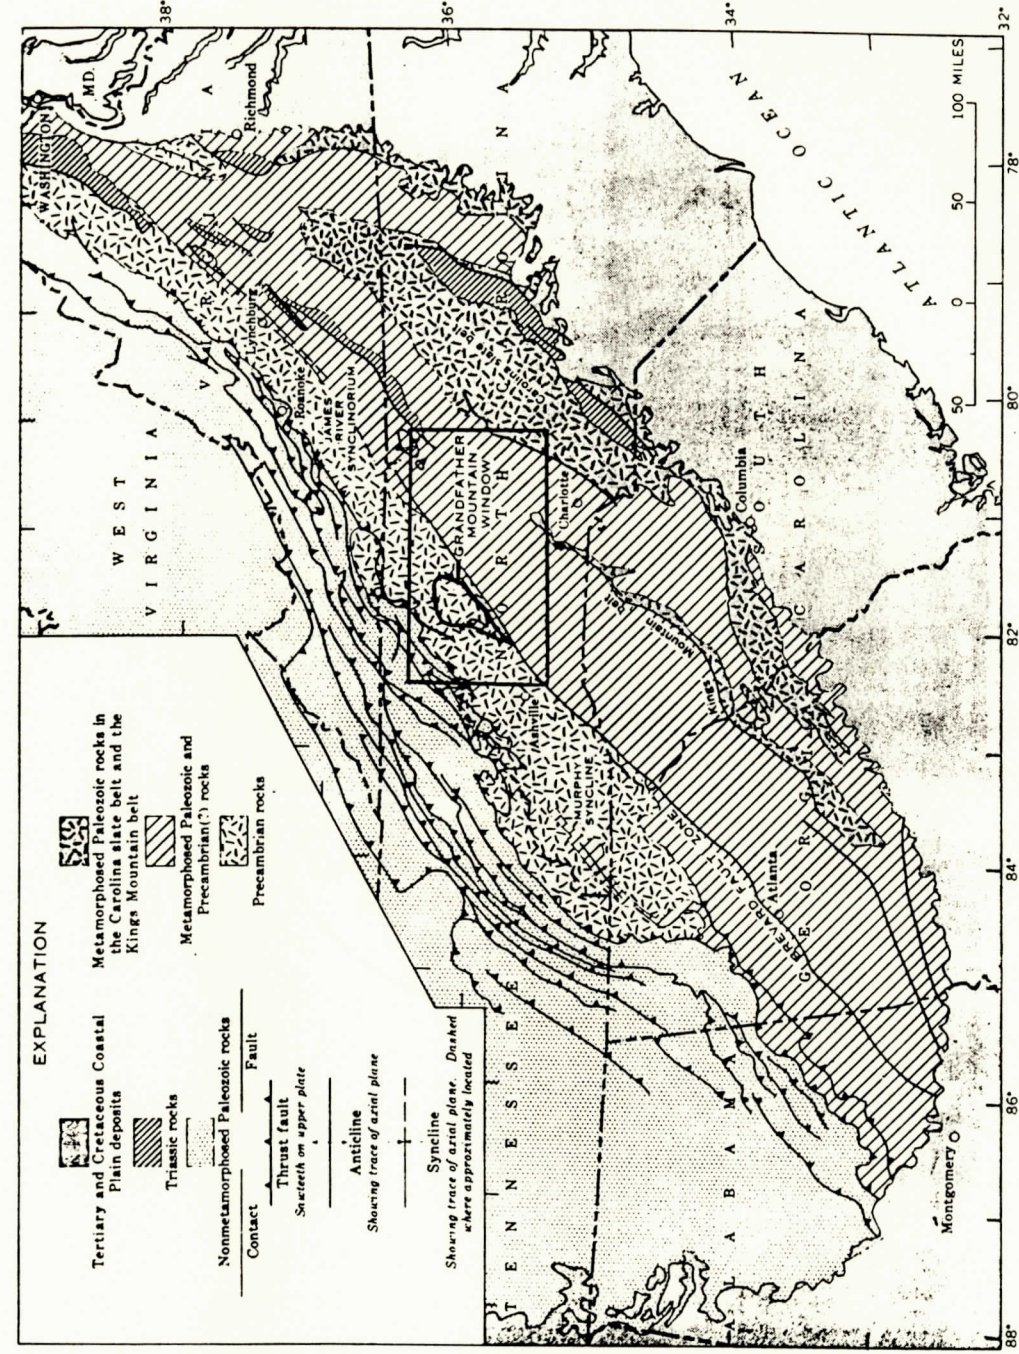 EXPLANATION
Tertiary and Cretaceous Coastal
Plain deposits
Triassic rocks
Nonmetamorphosed Paleozoic rocks
Metamorphosed Paleozoic rocks in
the Carolina slate belt and the
Kings Mountain belt
Metamorphosed Paleozoic and
Precambrian(?) rocks
Precambrian rocks
Contact
Fault
Thrust fault
Sawteeth on upper plate
Anticline
Showing trace of axial plane
Syncline
Showing trace of axial plane. Dashed
where approximately located
WEST
VIRGINIA
WASHINGTON
MD.
VIRGINIA
Richmond
Lynchburg
Roanoke
JAMES
RIVER
SYNCLINORIUM
GRANDFATHER
MOUNTAIN
WINDOW
NORTH
CAROLINA
Carolina slate belt
Charlotte
Asheville
MURPHY
SYNCLINE
Kings Mountain belt
Columbia
SOUTH
CAROLINA
BREVARD FAULT ZONE
Atlanta
GEORGIA
TENNESSEE
ALABAMA
Montgomery
ATLANTIC OCEAN
50 0 50 100 MILES
38°
36°
34°
32°
88°
86°
84°
82°
80°
78°